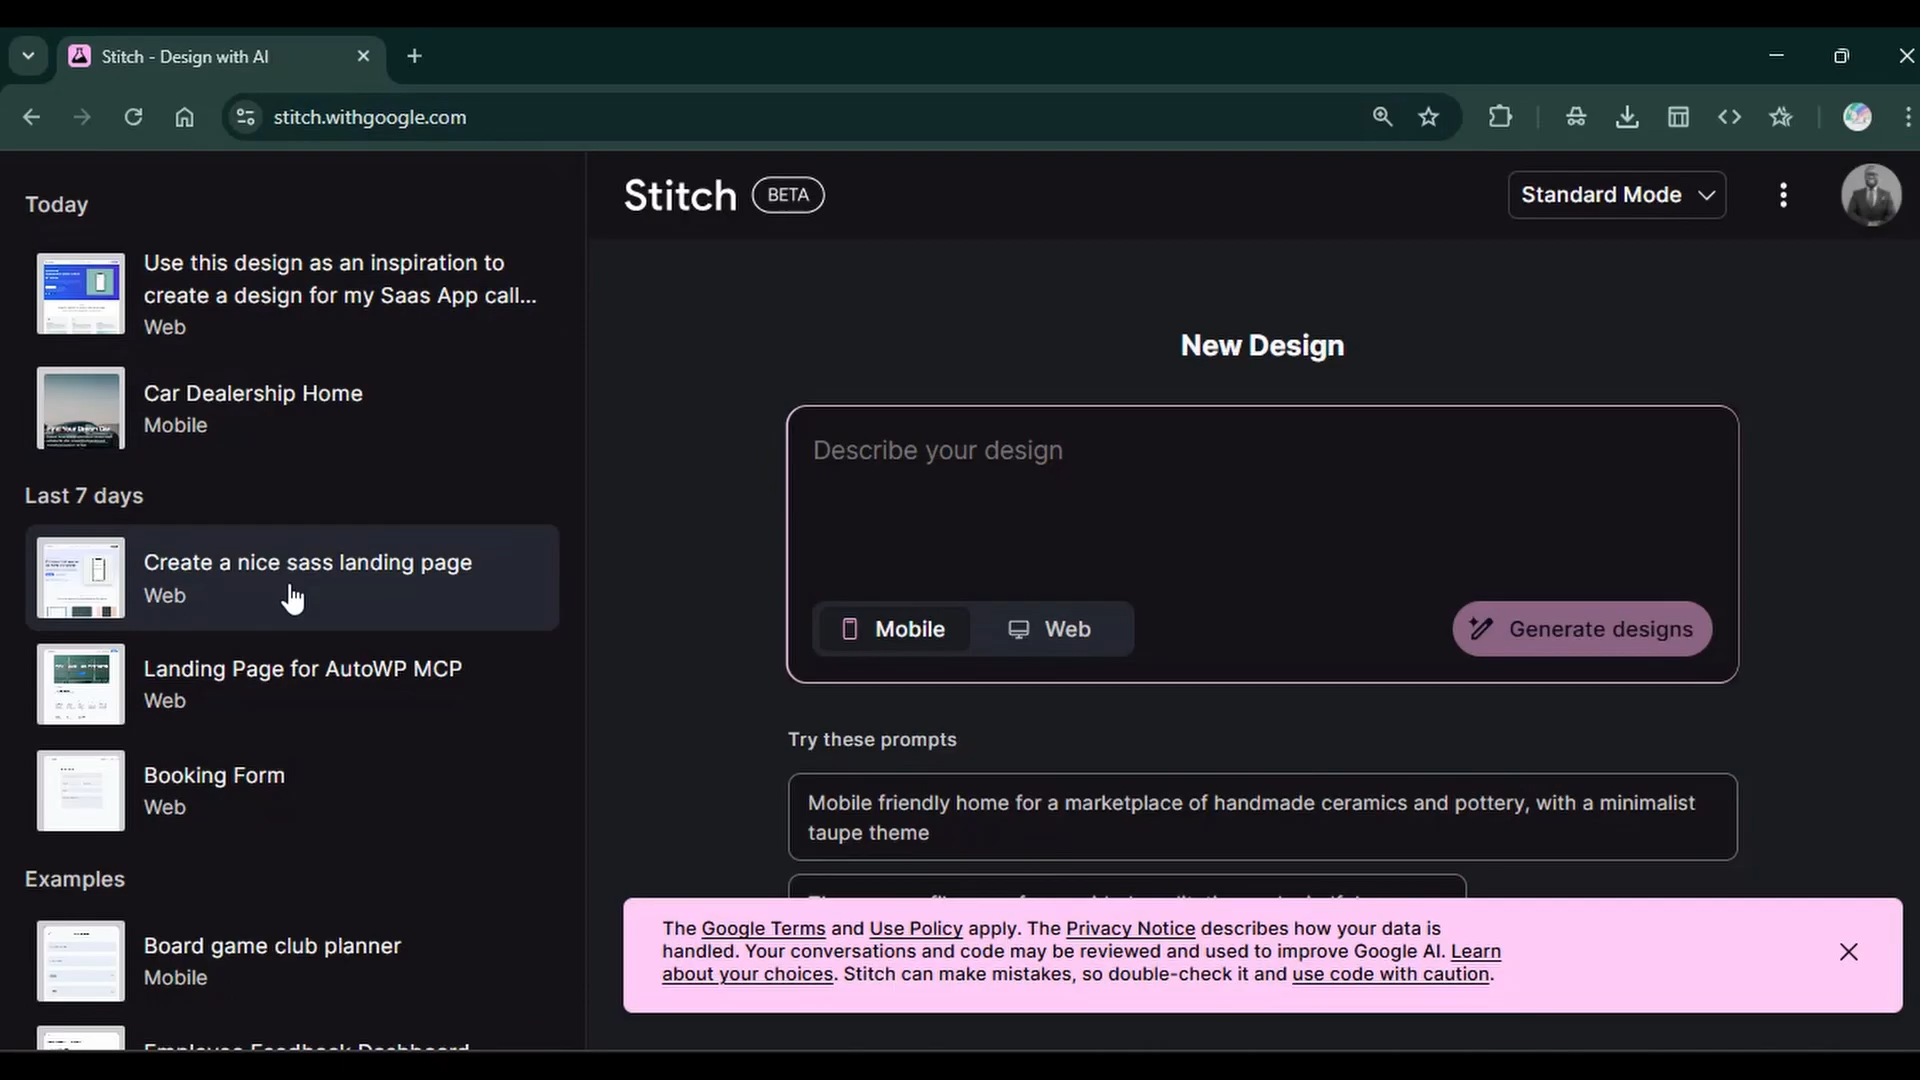 Stitch - Design with AI
stitch.withgoogle.com
Today
Use this design as an inspiration to
create a design for my Saas App call...
Web
Car Dealership Home
Mobile
Last 7 days
Create a nice sass landing page
Web
Landing Page for AutoWP MCP
Web
Booking Form
Web
Examples
Board game club planner
Mobile
Employee Feedback Dashboard
Stitch BETA
Standard Mode
New Design
Describe your design
Mobile
Web
Generate designs
Try these prompts
Mobile friendly home for a marketplace of handmade ceramics and pottery, with a minimalist
taupe theme
The Google Terms and Use Policy apply. The Privacy Notice describes how your data is
handled. Your conversations and code may be reviewed and used to improve Google AI. Learn
about your choices. Stitch can make mistakes, so double-check it and use code with caution.